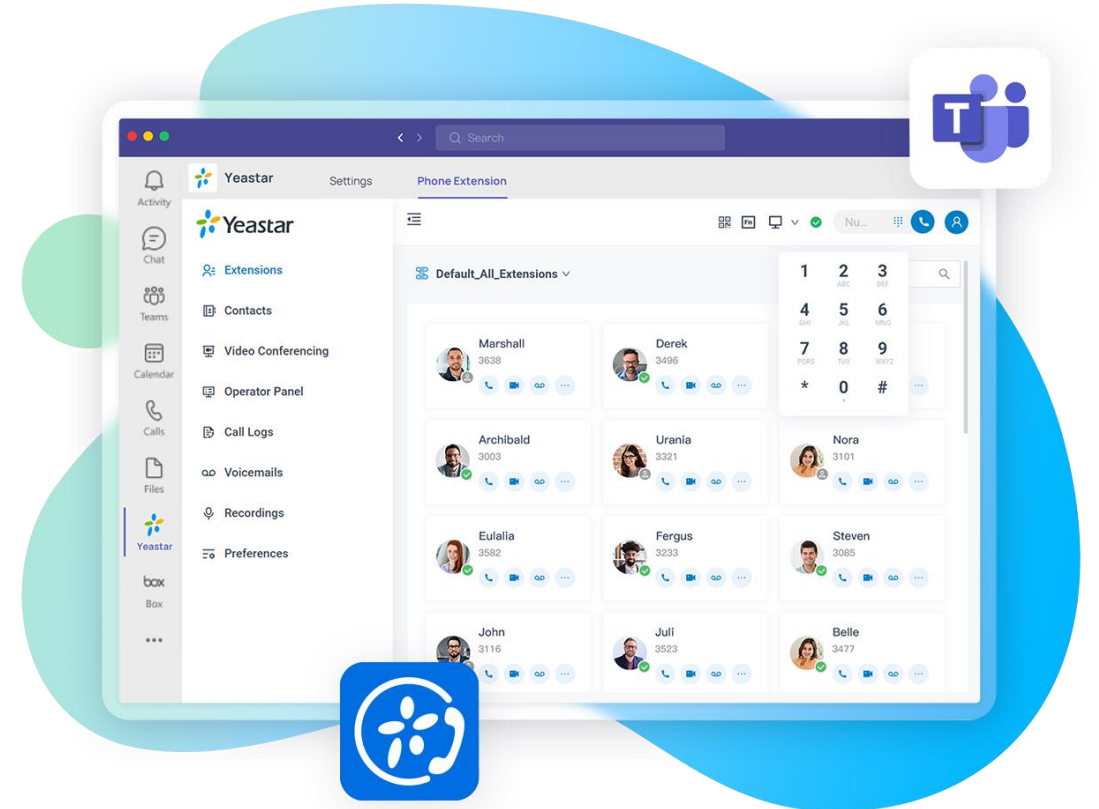 T
Search
Activity
Chat
Teams
Calendar
Calls
Files
Yeastar
box
Box
Yeastar
Settings
Phone Extension
Yeastar
Extensions
Contacts
Video Conferencing
Operator Panel
Call Logs
Voicemails
Recordings
Preferences
Fn
Nu...
Default_All_Extensions
1 2 3
ABC DEF
4 5 6
GHI JKL MNO
7 8 9
PQRS TUV WXYZ
* 0 #
Marshall
3638
Derek
3496
Archibald
3003
Urania
3321
Nora
3101
Eulalia
3582
Fergus
3233
Steven
3085
John
3116
Juli
3523
Belle
3477